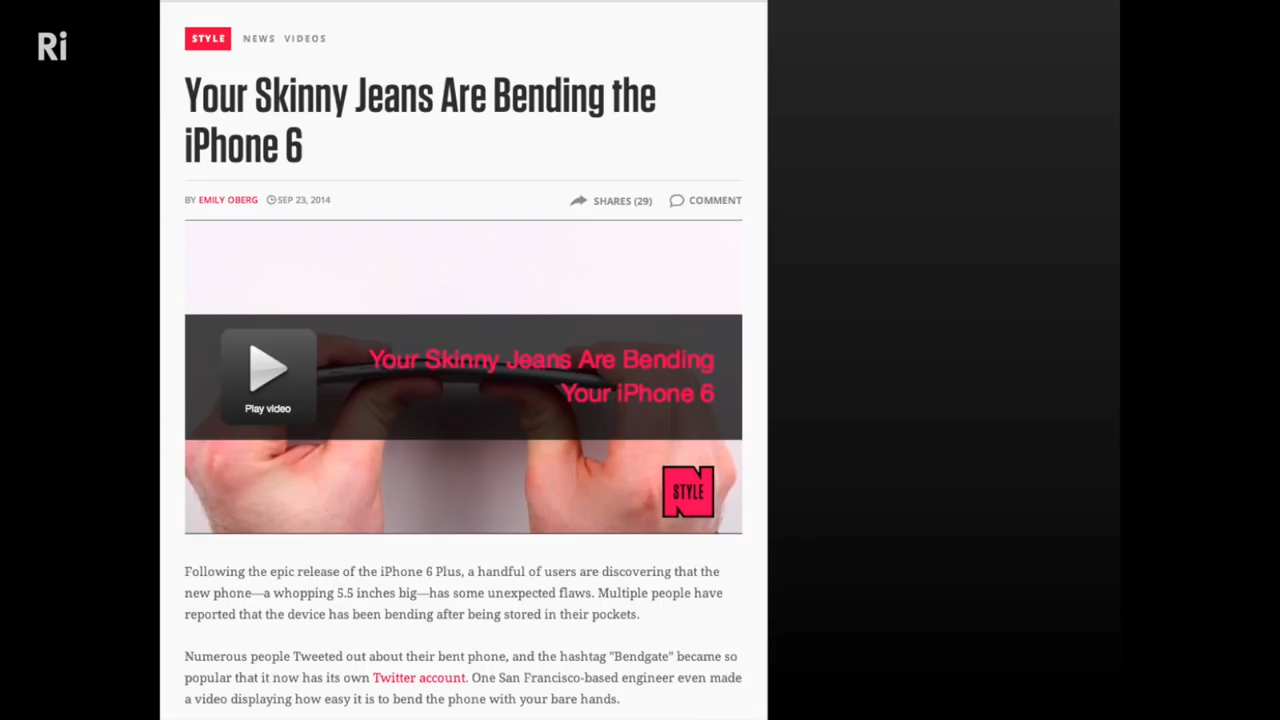 Ri
STYLE NEWS VIDEOS
Your Skinny Jeans Are Bending the
iPhone 6
BY EMILY OBERG SEP 23, 2014 SHARES (29) COMMENT
Your Skinny Jeans Are Bending
Your iPhone 6
Play video
N STYLE
Following the epic release of the iPhone 6 Plus, a handful of users are discovering that the
new phone—a whopping 5.5 inches big—has some unexpected flaws. Multiple people have
reported that the device has been bending after being stored in their pockets.
Numerous people Tweeted out about their bent phone, and the hashtag "Bendgate" became so
popular that it now has its own Twitter account. One San Francisco-based engineer even made
a video displaying how easy it is to bend the phone with your bare hands.